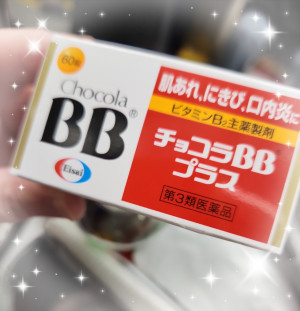 60錠
Chocola®
BB
Eisai
肌あれ、にきび、口内炎に
ビタミンB2主薬製剤
チョコラBB
プラス
第3類医薬品